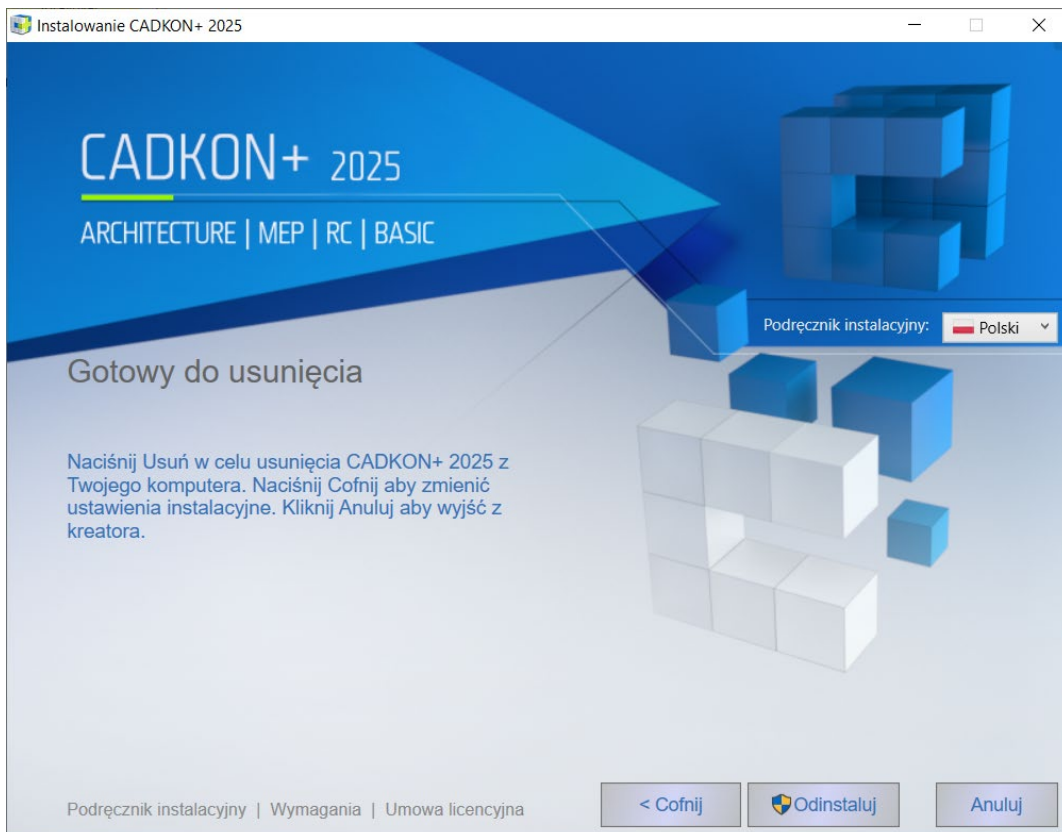 Instalowanie CADKON+ 2025
CADKON+ 2025
ARCHITECTURE | MEP | RC | BASIC
Podręcznik instalacyjny:
Polski
Gotowy do usunięcia
Naciśnij Usuń w celu usunięcia CADKON+ 2025 z
Twojego komputera. Naciśnij Cofnij aby zmienić
ustawienia instalacyjne. Kliknij Anuluj aby wyjść z
kreatora.
Podręcznik instalacyjny | Wymagania | Umowa licencyjna
< Cofnij
Odinstaluj
Anuluj